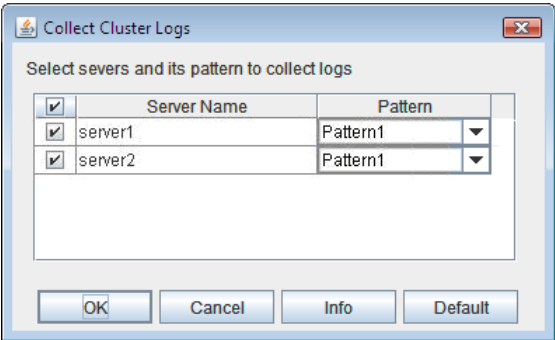 Collect Cluster Logs
Select severs and its pattern to collect logs
Server Name Pattern
server1 Pattern1
server2 Pattern1
OK Cancel Info Default